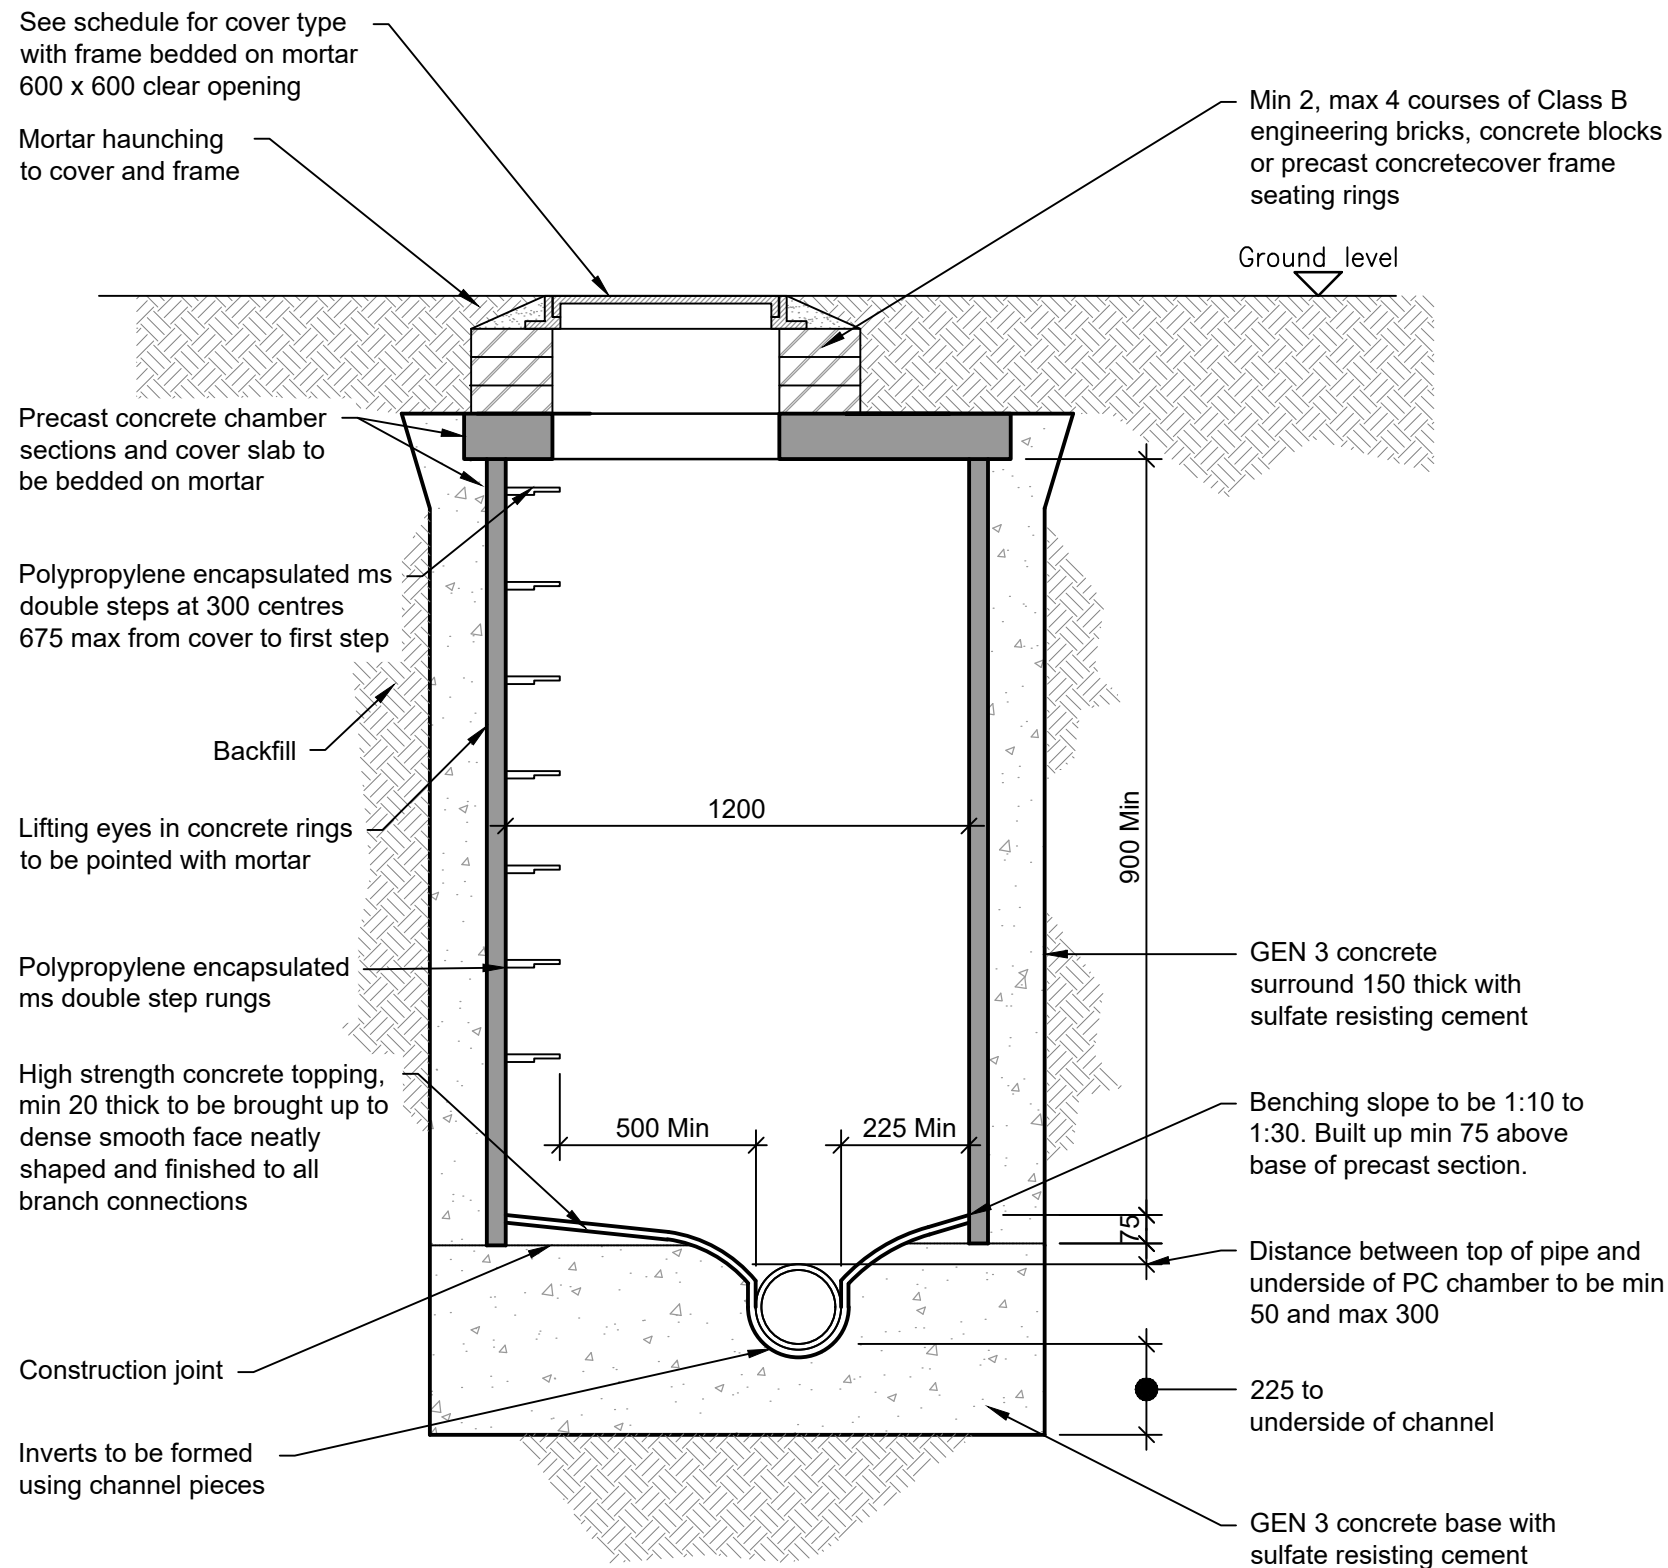 See schedule for cover type
with frame bedded on mortar
600 x 600 clear opening
Mortar haunching
to cover and frame
Min 2, max 4 courses of Class B
engineering bricks, concrete blocks
or precast concretecover frame
seating rings
Ground level
Precast concrete chamber
sections and cover slab to
be bedded on mortar
Polypropylene encapsulated ms
double steps at 300 centres
675 max from cover to first step
Backfill
Lifting eyes in concrete rings
to be pointed with mortar
1200
900 Min
Polypropylene encapsulated
ms double step rungs
GEN 3 concrete
surround 150 thick with
sulfate resisting cement
High strength concrete topping,
min 20 thick to be brought up to
dense smooth face neatly
shaped and finished to all
branch connections
500 Min
225 Min
Benching slope to be 1:10 to
1:30. Built up min 75 above
base of precast section.
75
Distance between top of pipe and
underside of PC chamber to be min
50 and max 300
Construction joint
225 to
underside of channel
Inverts to be formed
using channel pieces
GEN 3 concrete base with
sulfate resisting cement